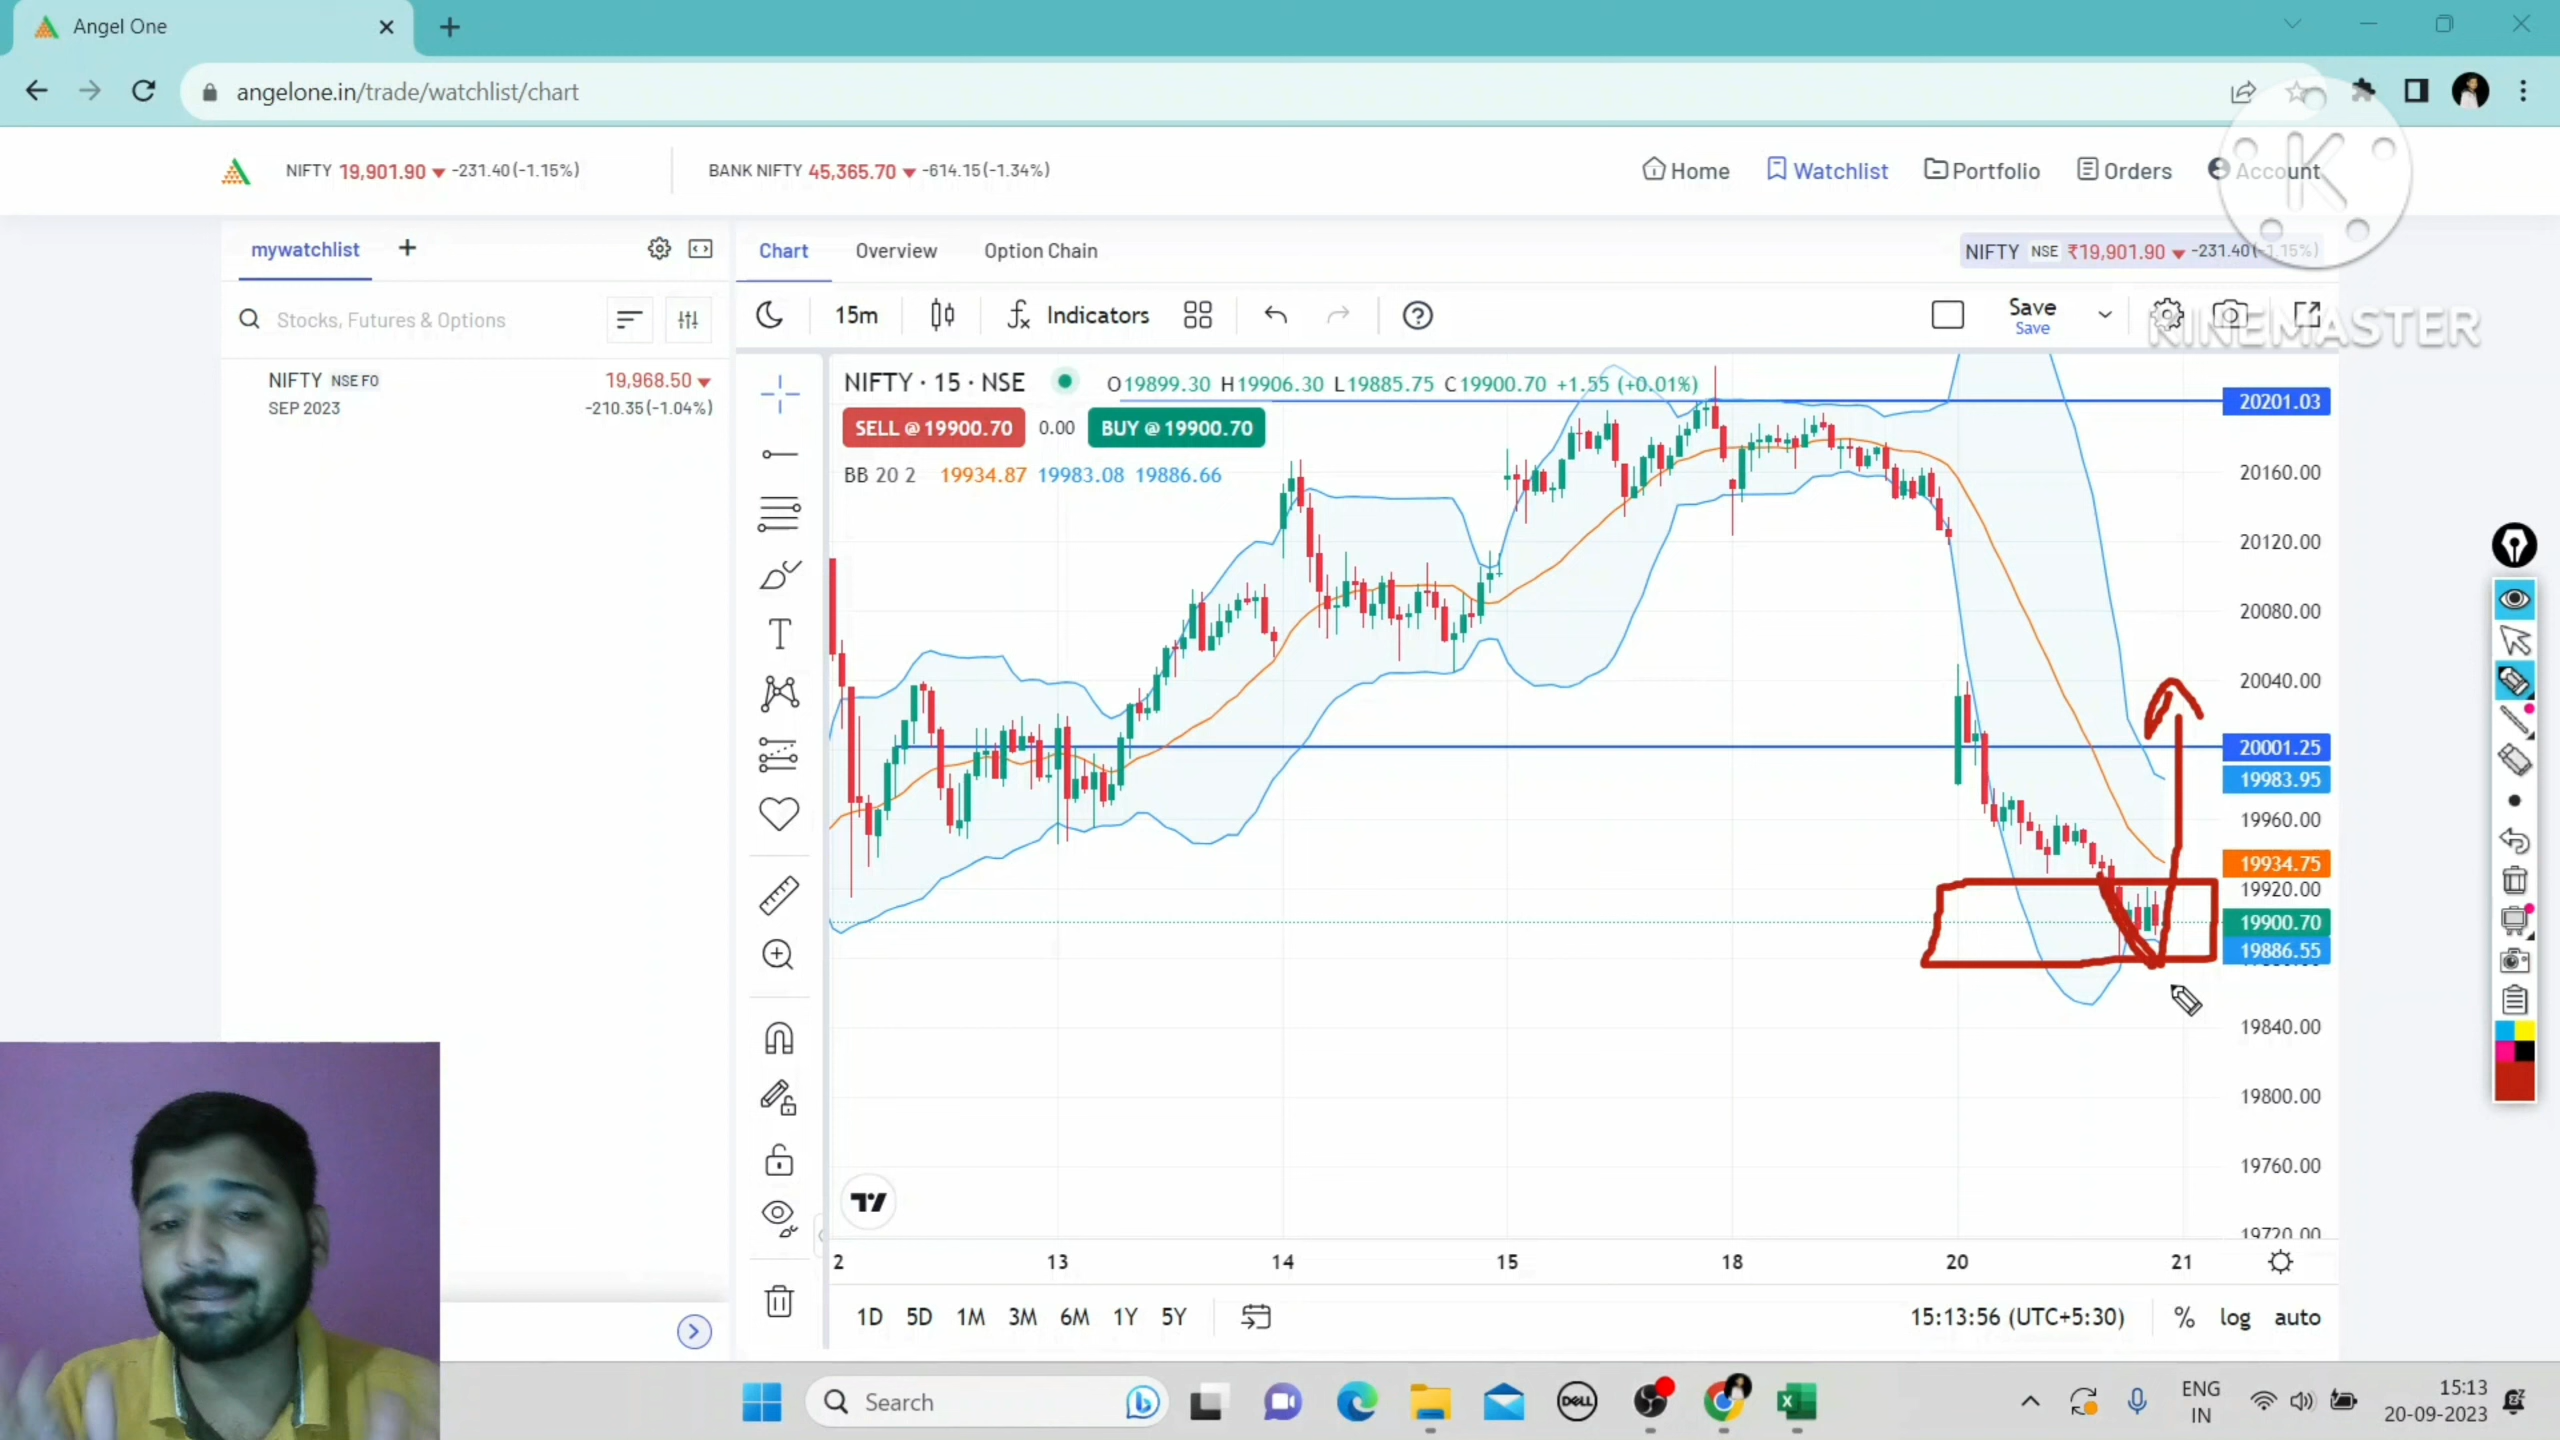 Angel One
angelone.in/trade/watchlist/chart
NIFTY 19,901.90 -231.40(-1.15%)
BANK NIFTY 45,365.70 -614.15(-1.34%)
Home Watchlist Portfolio Orders Account
K
mywatchlist +
Chart Overview Option Chain
NIFTY NSE ₹19,901.90 -231.40(-1.15%)
Stocks, Futures & Options
15m Indicators
Save
Save
KINEMASTER
NIFTY NSE FO 19,968.50
SEP 2023 -210.35(-1.04%)
NIFTY · 15 · NSE O19899.30 H19906.30 L19885.75 C19900.70 +1.55 (+0.01%)
SELL @ 19900.70 0.00 BUY @ 19900.70
BB 20 2 19934.87 19983.08 19886.66
20201.03
20160.00
20120.00
20080.00
20040.00
20001.25
19983.95
19960.00
19934.75
19920.00
19900.70
19886.55
19840.00
19800.00
19760.00
19720.00
2 13 14 15 18 20 21
1D 5D 1M 3M 6M 1Y 5Y
15:13:56 (UTC+5:30) % log auto
Search
DELL
ENG
IN
15:13
20-09-2023